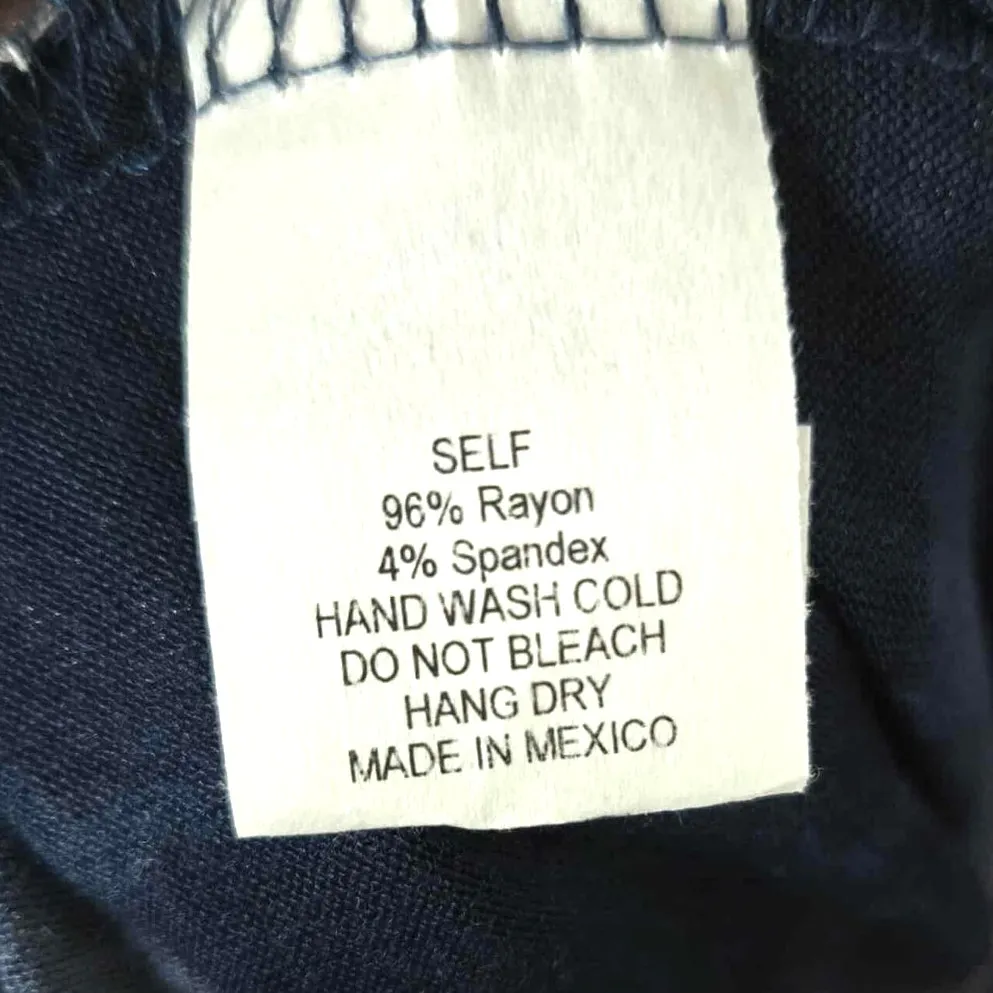 SELF
96% Rayon
4% Spandex
HAND WASH COLD
DO NOT BLEACH
HANG DRY
MADE IN MEXICO